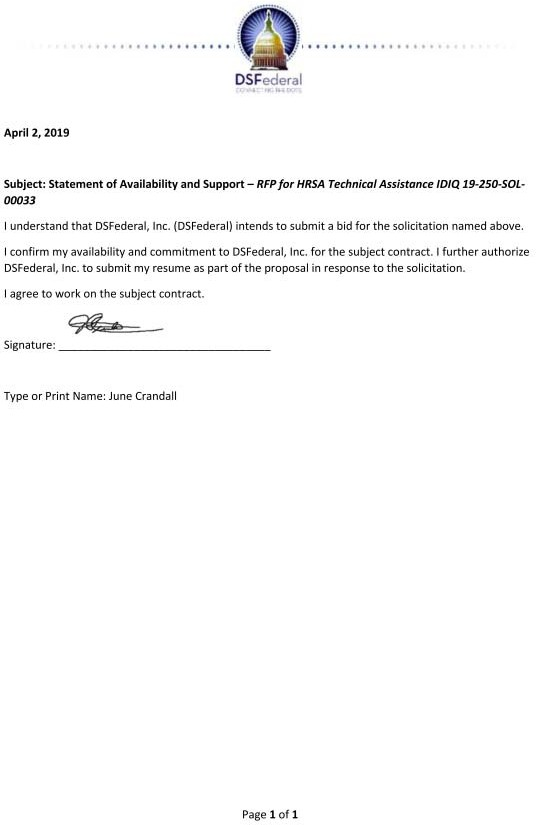 DSFederal
CONNECTING THE DOTS
April 2, 2019
Subject: Statement of Availability and Support – RFP for HRSA Technical Assistance IDIQ 19-250-SOL-
00033
I understand that DSFederal, Inc. (DSFederal) intends to submit a bid for the solicitation named above.
I confirm my availability and commitment to DSFederal, Inc. for the subject contract. I further authorize
DSFederal, Inc. to submit my resume as part of the proposal in response to the solicitation.
I agree to work on the subject contract.
Signature: ___________________________________
Type or Print Name: June Crandall
Page 1 of 1